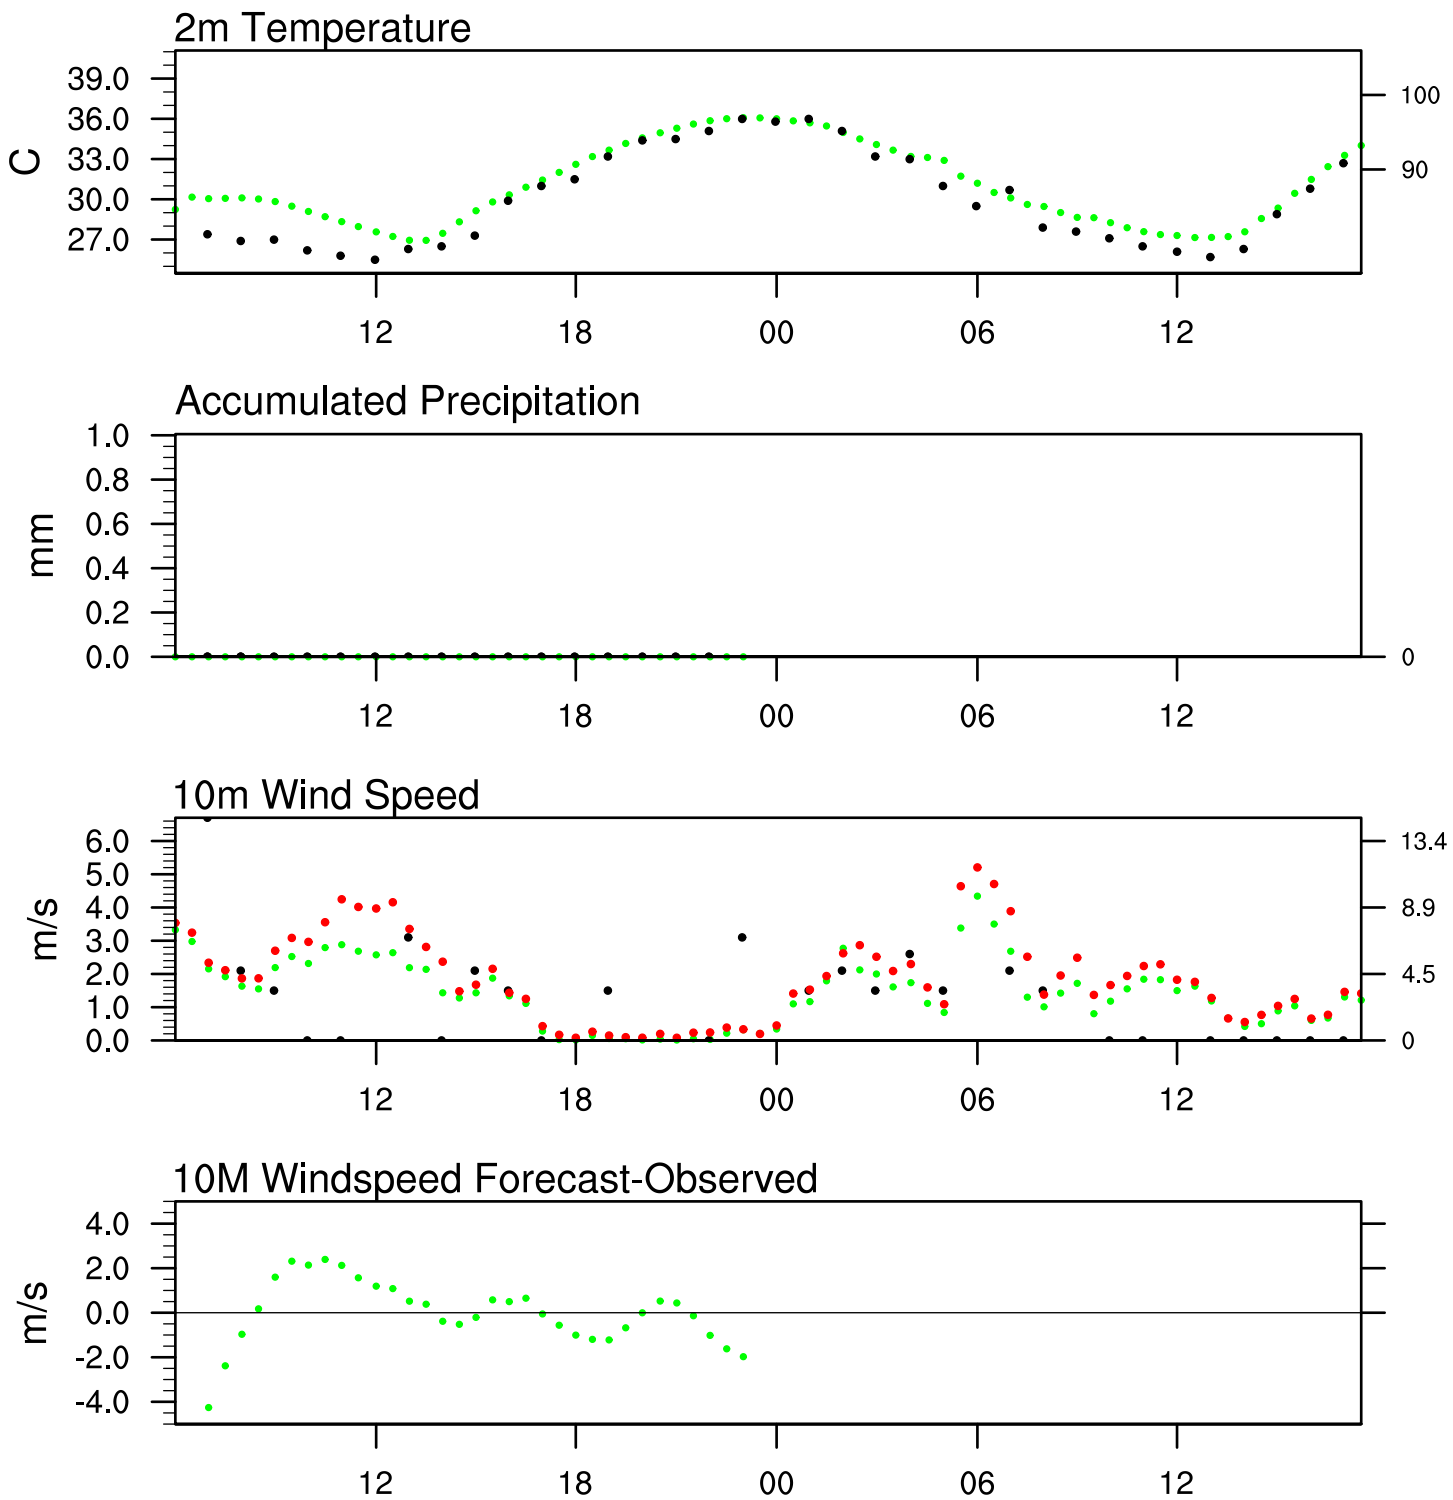 2m Temperature
39.0
36.0
33.0
30.0
27.0
C
100
90
12 18 00 06 12
Accumulated Precipitation
1.0
0.8
0.6
0.4
0.2
0.0
mm
0
12 18 00 06 12
10m Wind Speed
6.0
5.0
4.0
3.0
2.0
1.0
0.0
m/s
13.4
8.9
4.5
0
12 18 00 06 12
10M Windspeed Forecast-Observed
4.0
2.0
0.0
-2.0
-4.0
m/s
12 18 00 06 12